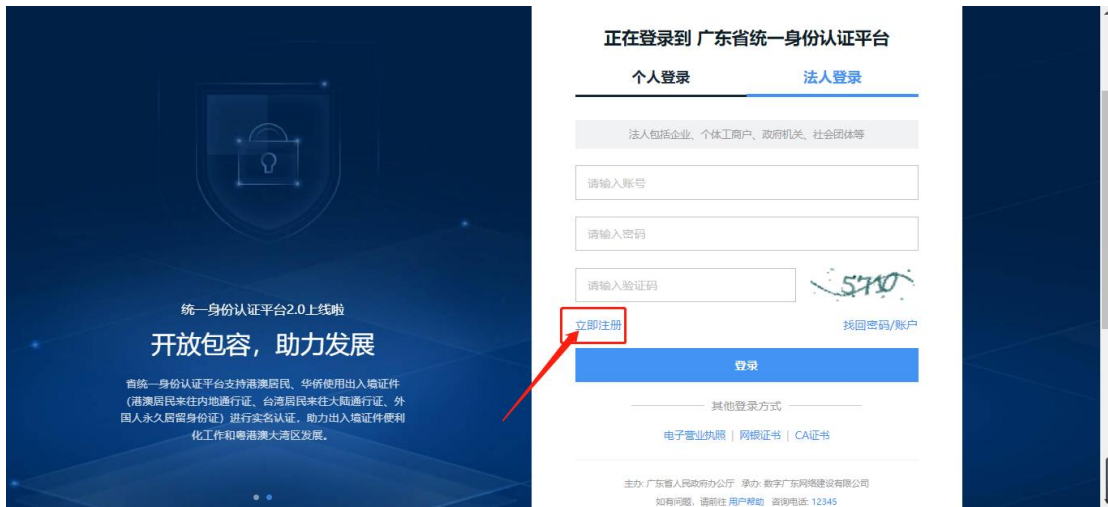 统一身份认证平台2.0上线啦
开放包容，助力发展
省统一身份认证平台支持港澳居民、华侨使用出入境证件
（港澳居民来往内地通行证、台湾居民来往大陆通行证、外
国人永久居留身份证）进行实名认证，助力出入境证件便利
化工作和粤港澳大湾区发展。
正在登录到 广东省统一身份认证平台
个人登录 法人登录
法人包括企业、个体工商户、政府机关、社会团体等
请输入账号
请输入密码
请输入验证码 5710
立即注册 找回密码/账户
登录
其他登录方式
电子营业执照 | 网银证书 | CA证书
主办: 广东省人民政府办公厅 承办: 数字广东网络建设有限公司
如有问题，请前往 用户帮助 咨询电话: 12345